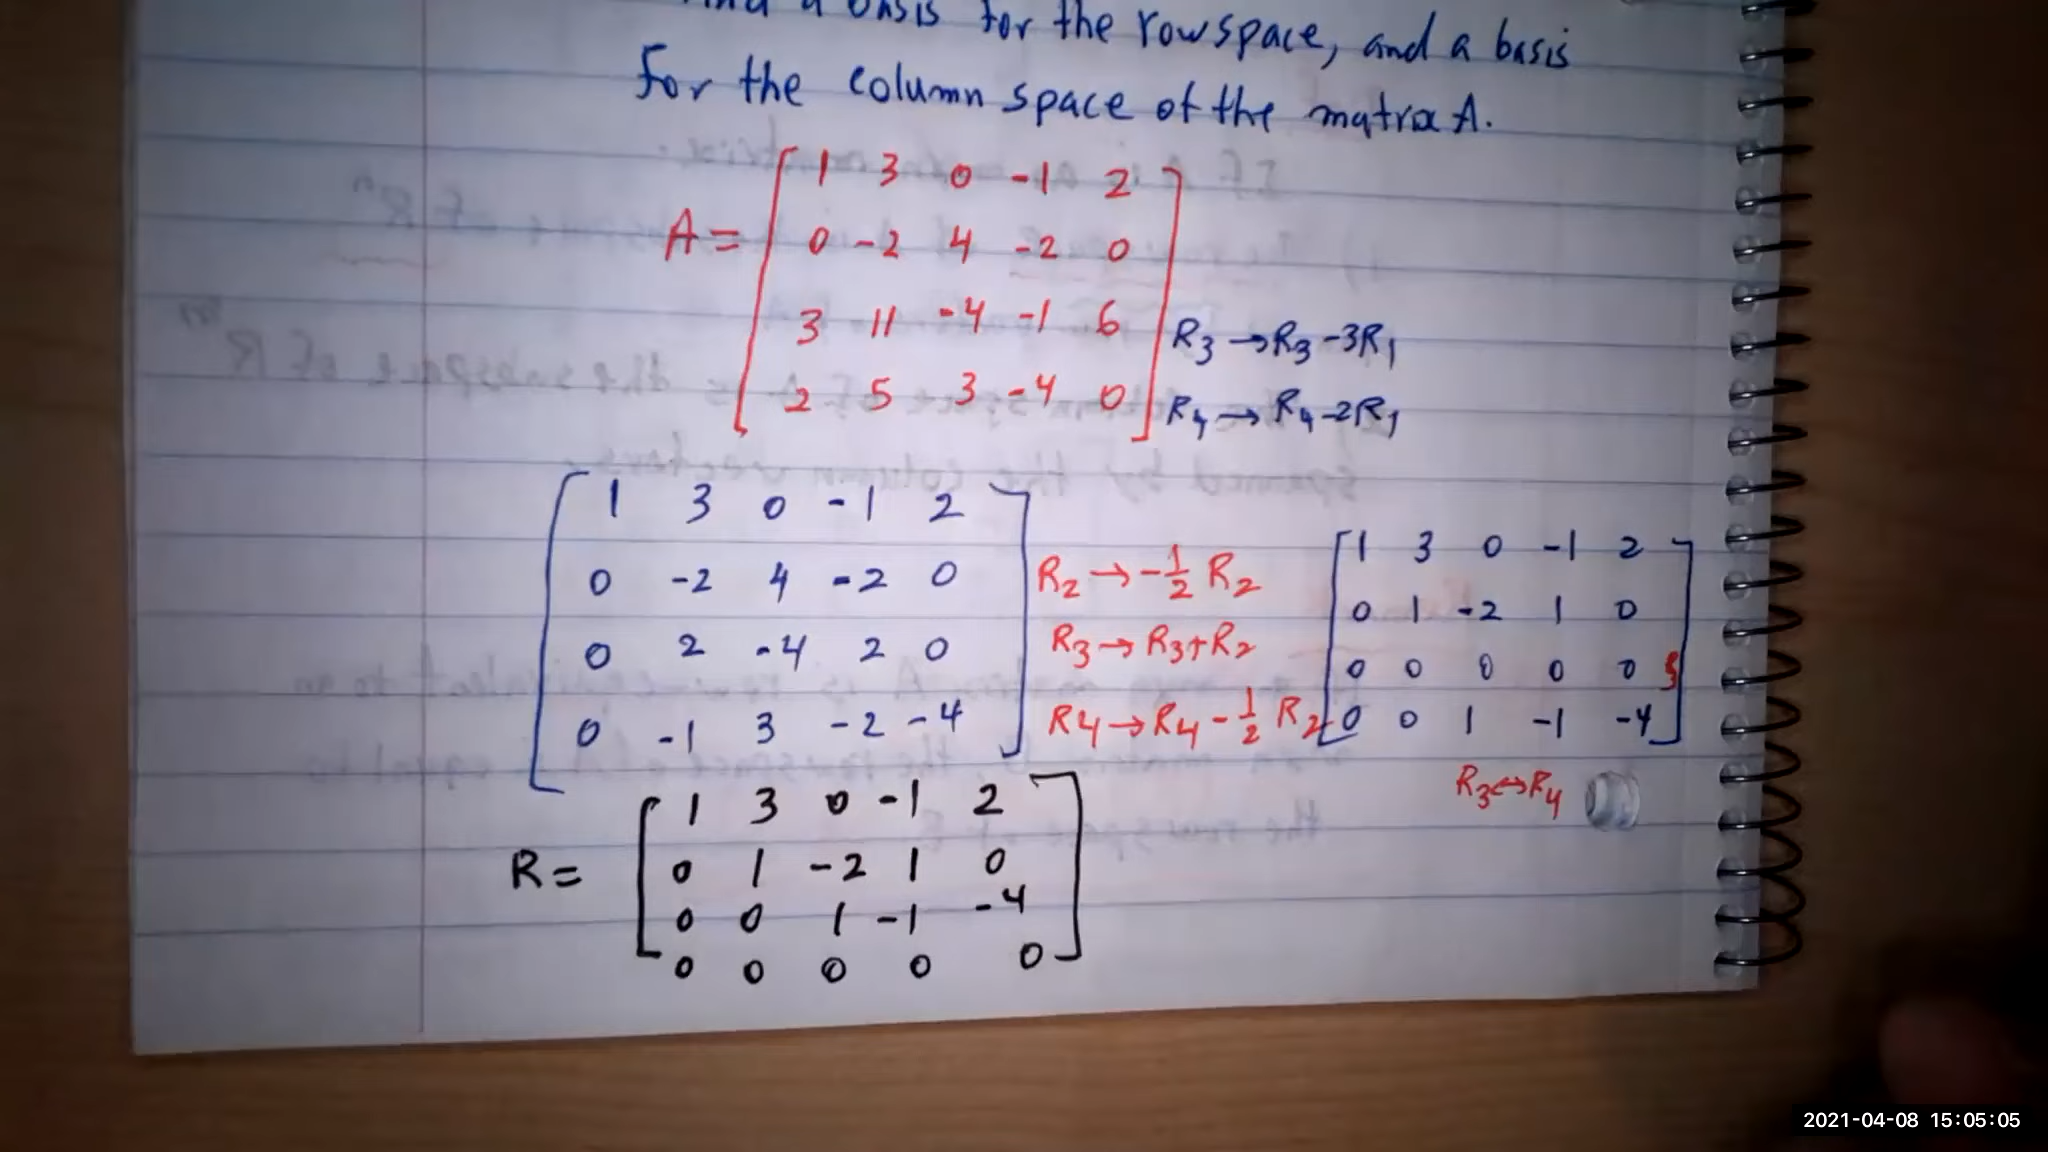 a basis for the rowspace, and a basis
for the column space of the matrix A.
A = [ 1 3 0 -1 2
0 -2 4 -2 0
3 11 -4 -1 6 R3 → R3 - 3R1
2 5 3 -4 0 ] R4 → R4 - 2R1
[ 1 3 0 -1 2
0 -2 4 -2 0 R2 → -1/2 R2
0 2 -4 2 0 R3 → R3 + R2
0 -1 3 -2 -4 ] R4 → R4 - 1/2 R2
[ 1 3 0 -1 2
0 1 -2 1 0
0 0 0 0 0
0 0 1 -1 -4 ]
R3 ↔ R4
R = [ 1 3 0 -1 2
0 1 -2 1 0
0 0 1 -1 -4
0 0 0 0 0 ]
2021-04-08 15:05:05